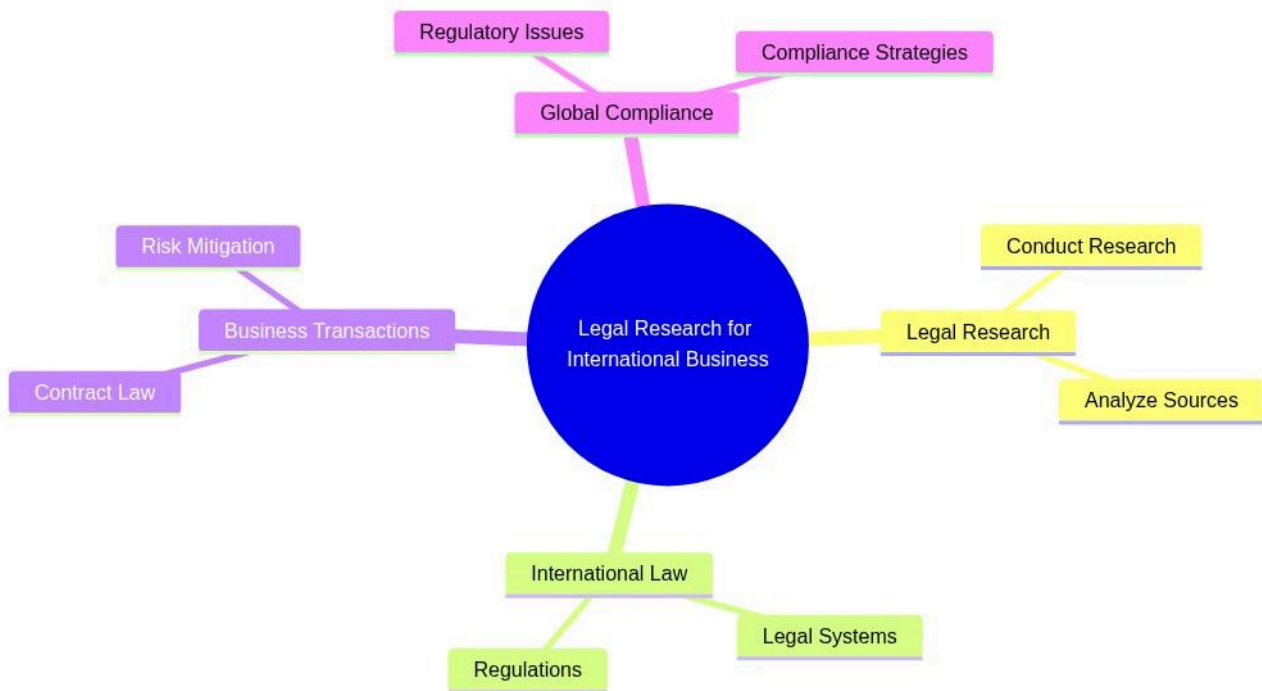 Regulatory Issues
Compliance Strategies
Global Compliance
Risk Mitigation
Conduct Research
Business Transactions
Legal Research for
International Business
Legal Research
Contract Law
Analyze Sources
International Law
Legal Systems
Regulations